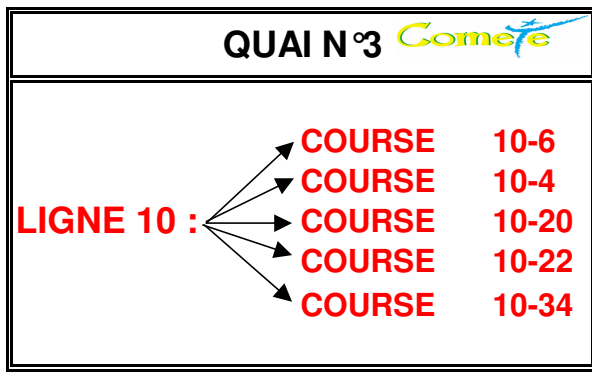 QUAI N°3 Comete
COURSE 10-6
COURSE 10-4
LIGNE 10 : COURSE 10-20
COURSE 10-22
COURSE 10-34